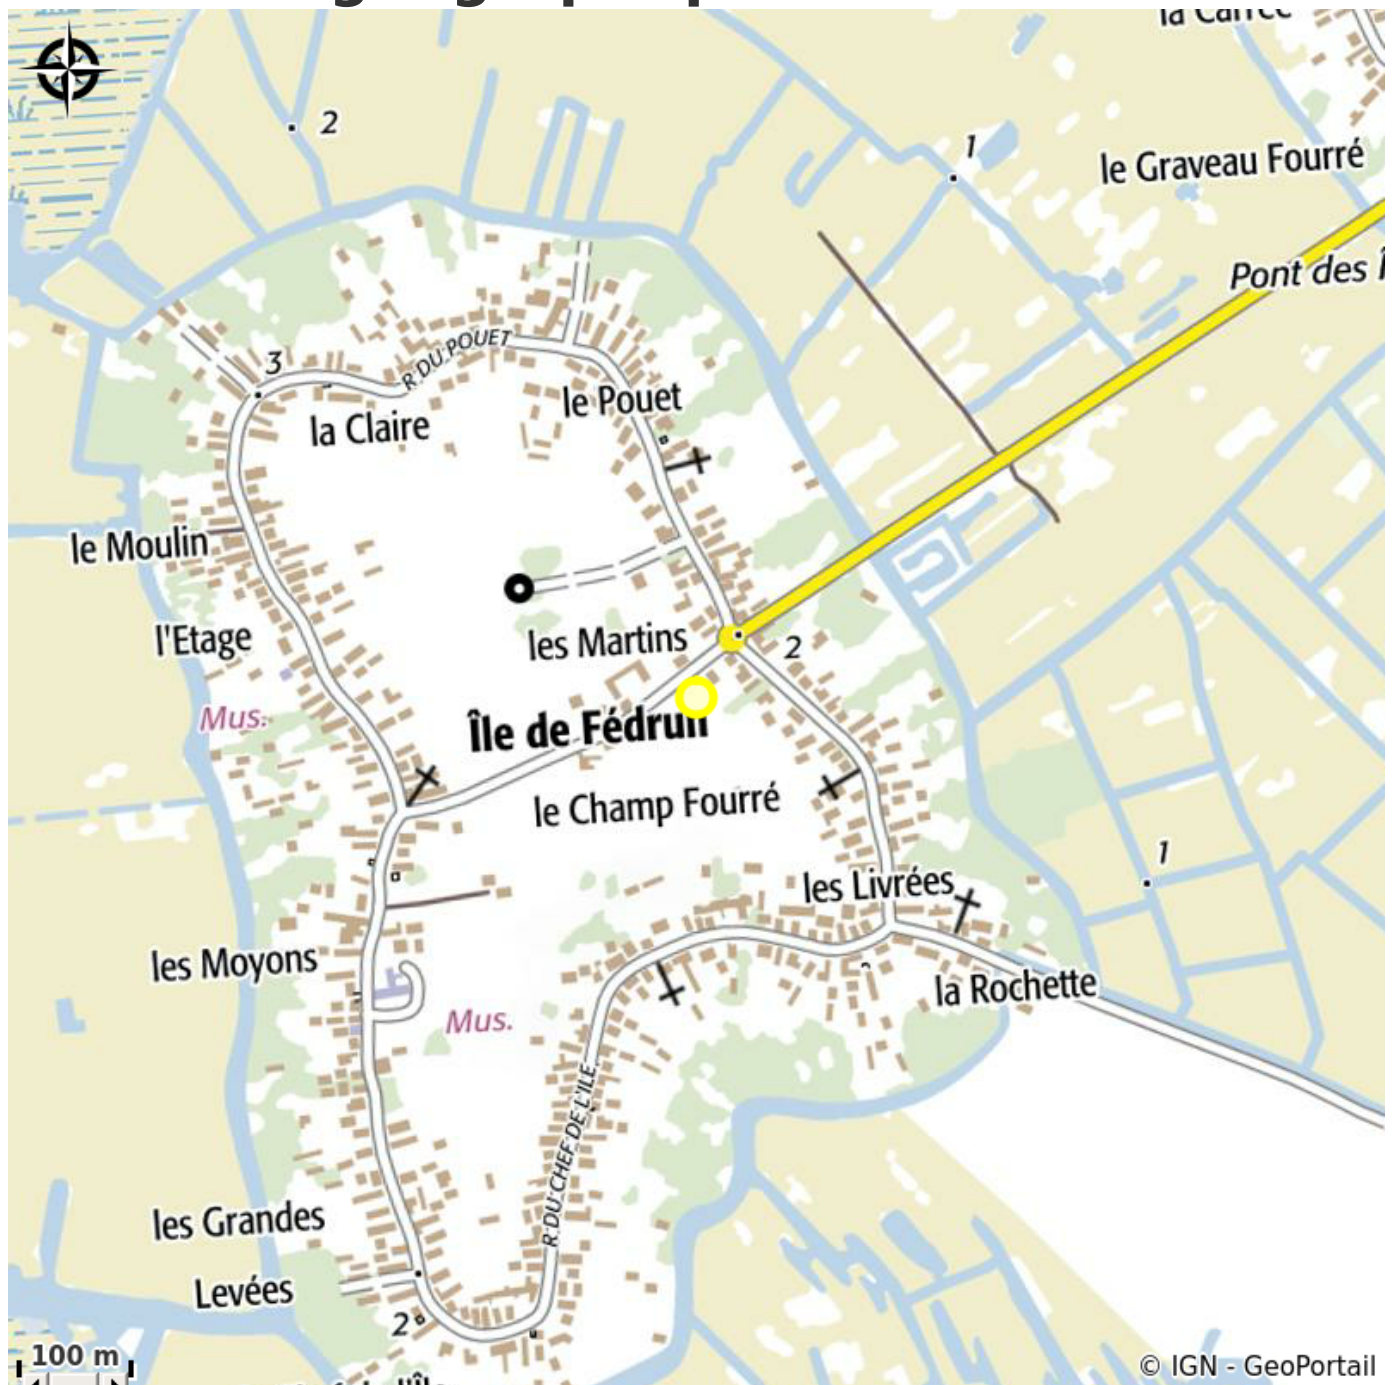 la Carrée
2
1
le Graveau Fourré
Pont des Î
3
R DU POUET
le Pouet
la Claire
le Moulin
l'Etage
les Martins
2
Mus.
Île de Fédrun
le Champ Fourré
1
les Livrées
les Moyons
la Rochette
Mus.
R DU CHEF DE L'ILE
les Grandes
Levées
2
100 m
© IGN - GeoPortail